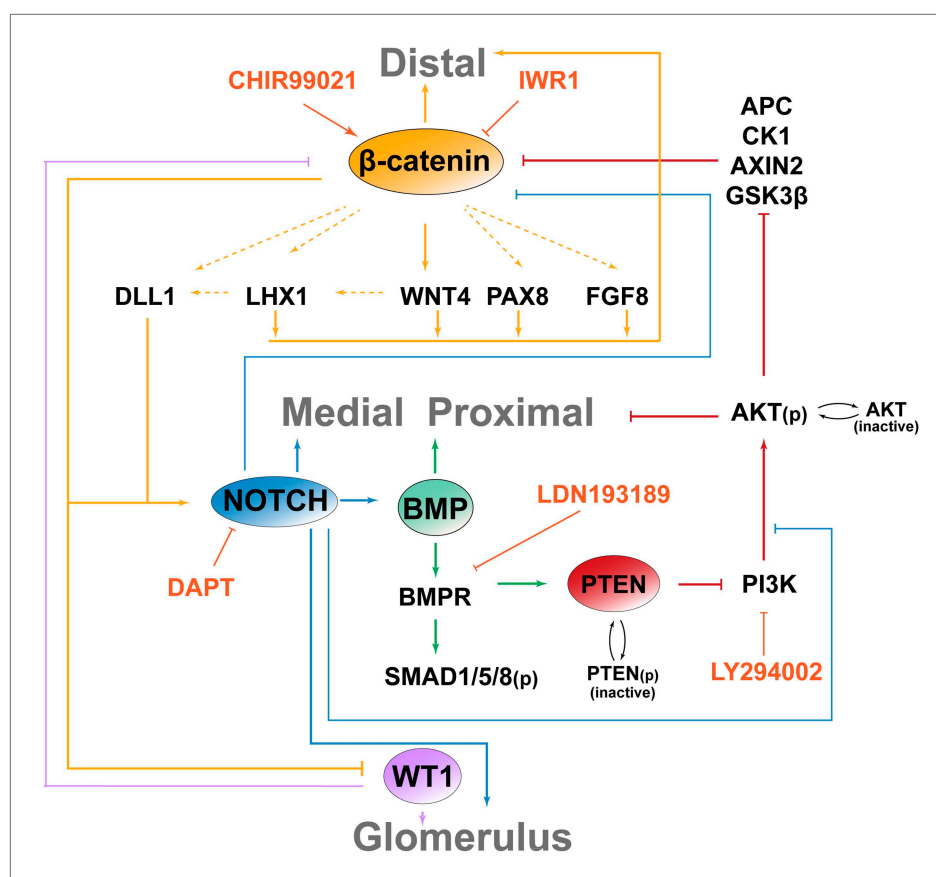 Distal
CHIR99021
IWR1
β-catenin
APC
CK1
AXIN2
GSK3β
DLL1
LHX1
WNT4
PAX8
FGF8
Medial
Proximal
AKT(p)
AKT
(inactive)
NOTCH
BMP
LDN193189
DAPT
BMPR
PTEN
PI3K
SMAD1/5/8(p)
PTEN(p)
(inactive)
LY294002
WT1
Glomerulus